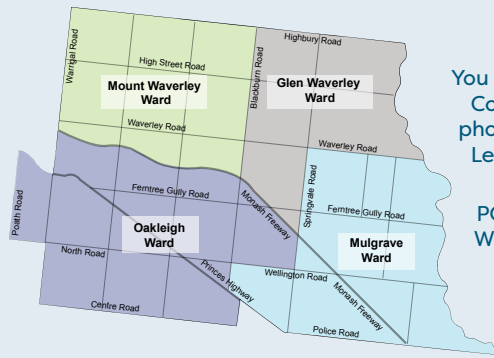 Highbury Road
Warrigal Road
High Street Road
Blackburn Road
Mount Waverley
Ward
Glen Waverley
Ward
Waverley Road
Waverley Road
Springvale Road
Ferntree Gully Road
Ferntree Gully Road
Monash Freeway
Poath Road
Oakleigh
Ward
Mulgrave
Ward
North Road
Princes Highway
Wellington Road
Monash Freeway
Centre Road
Police Road
You
Co
pho
Le
PO
W